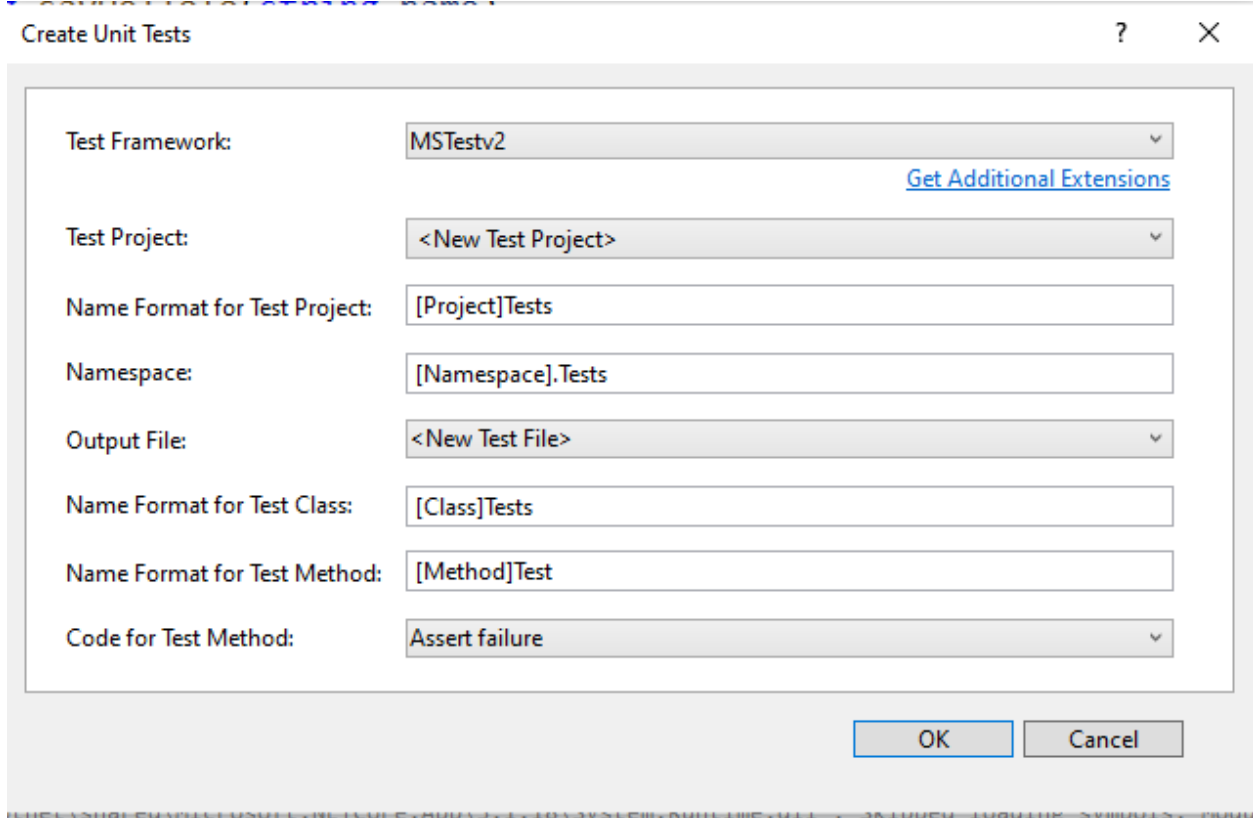 (string name)
Create Unit Tests
?
Test Framework:
MSTestv2
Get Additional Extensions
Test Project:
<New Test Project>
Name Format for Test Project:
[Project]Tests
Namespace:
[Namespace].Tests
Output File:
<New Test File>
Name Format for Test Class:
[Class]Tests
Name Format for Test Method:
[Method]Test
Code for Test Method:
Assert failure
OK
Cancel